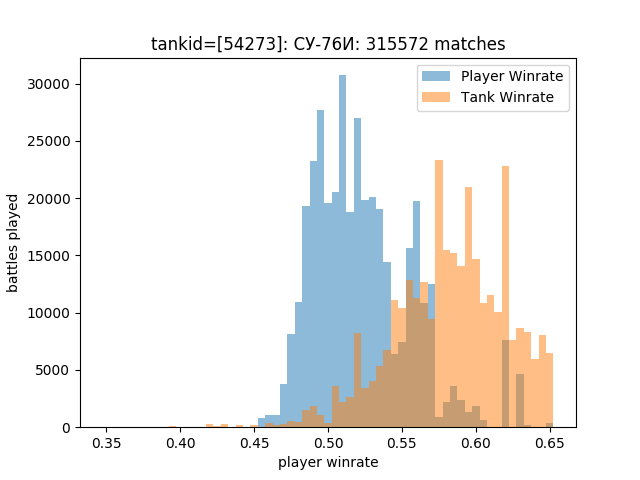 tankid=[54273]: СУ-76И: 315572 matches
Player Winrate
Tank Winrate
30000
25000
20000
15000
10000
5000
0
battles played
0.35 0.40 0.45 0.50 0.55 0.60 0.65
player winrate